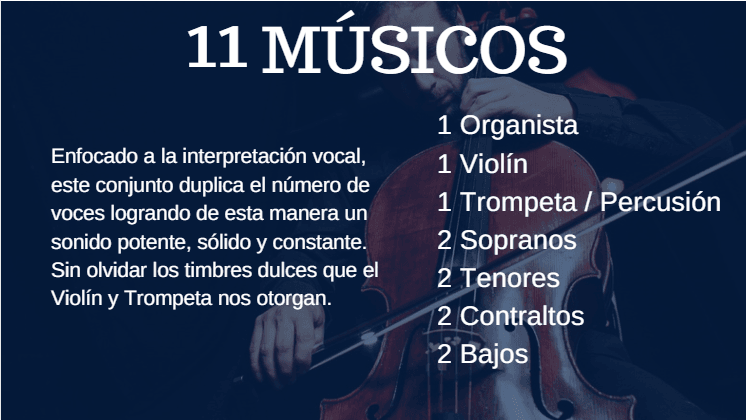 11 MÚSICOS
Enfocado a la interpretación vocal,
este conjunto duplica el número de
voces logrando de esta manera un
sonido potente, sólido y constante.
Sin olvidar los timbres dulces que el
Violín y Trompeta nos otorgan.
1 Organista
1 Violín
1 Trompeta / Percusión
2 Sopranos
2 Tenores
2 Contraltos
2 Bajos